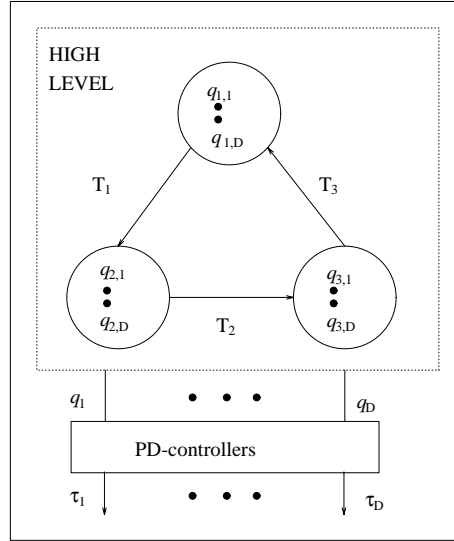 HIGH
LEVEL
q1,1
q1,D
T1
T3
q2,1
q2,D
q3,1
q3,D
T2
q1
qD
PD-controllers
τ1
τD